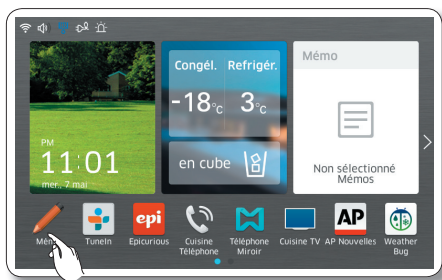 Congél. Refrigér.
-18°c 3°c
en cube
Mémo
Non sélectionné
Mémos
PM
11:01
mer., 7 mai
epi
AP
TuneIn
Epicurious
Cuisine
Téléphone
Téléphone
Miroir
Cuisine TV
AP Nouvelles
Weather
Bug